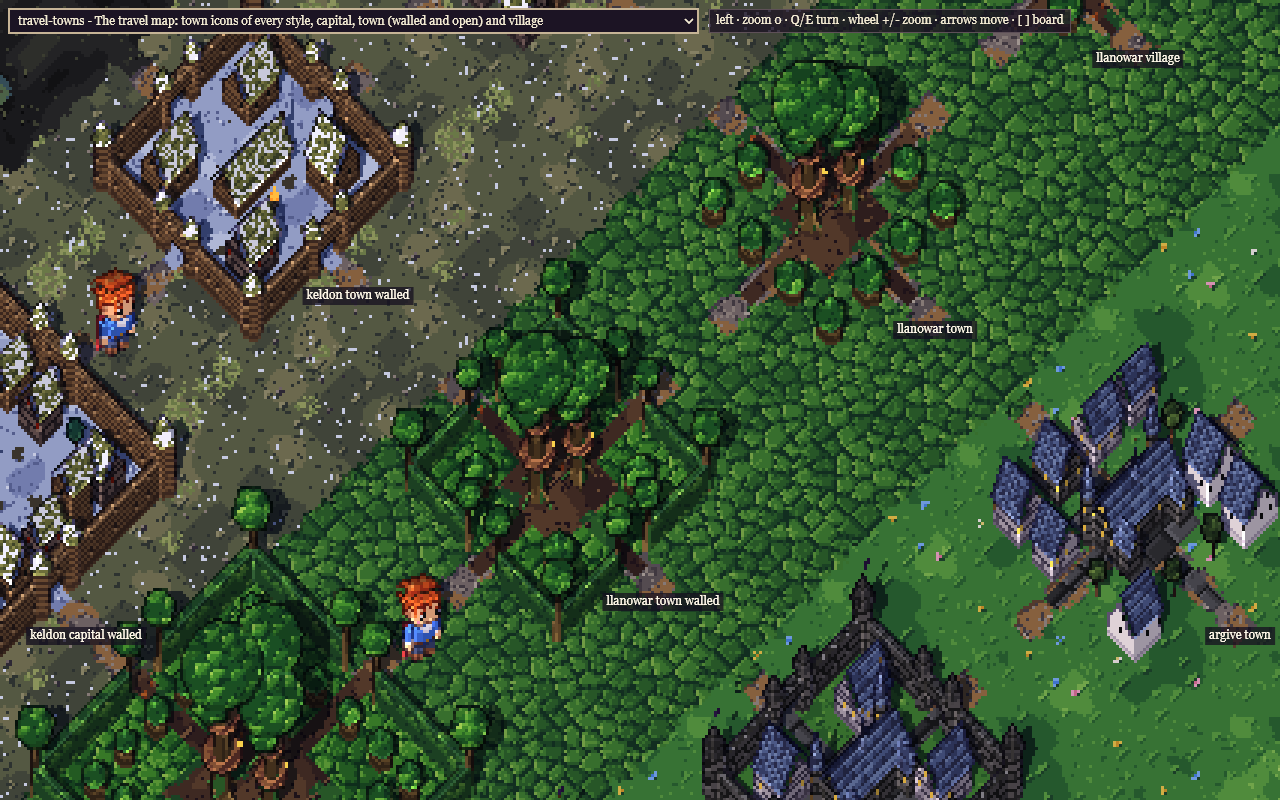 travel-towns - The travel map: town icons of every style, capital, town (walled and open) and village
left · zoom 0 · Q/E turn · wheel +/- zoom · arrows move · [ ] board
llanowar village
keldon town walled
llanowar town
llanowar town walled
keldon capital walled
argive town